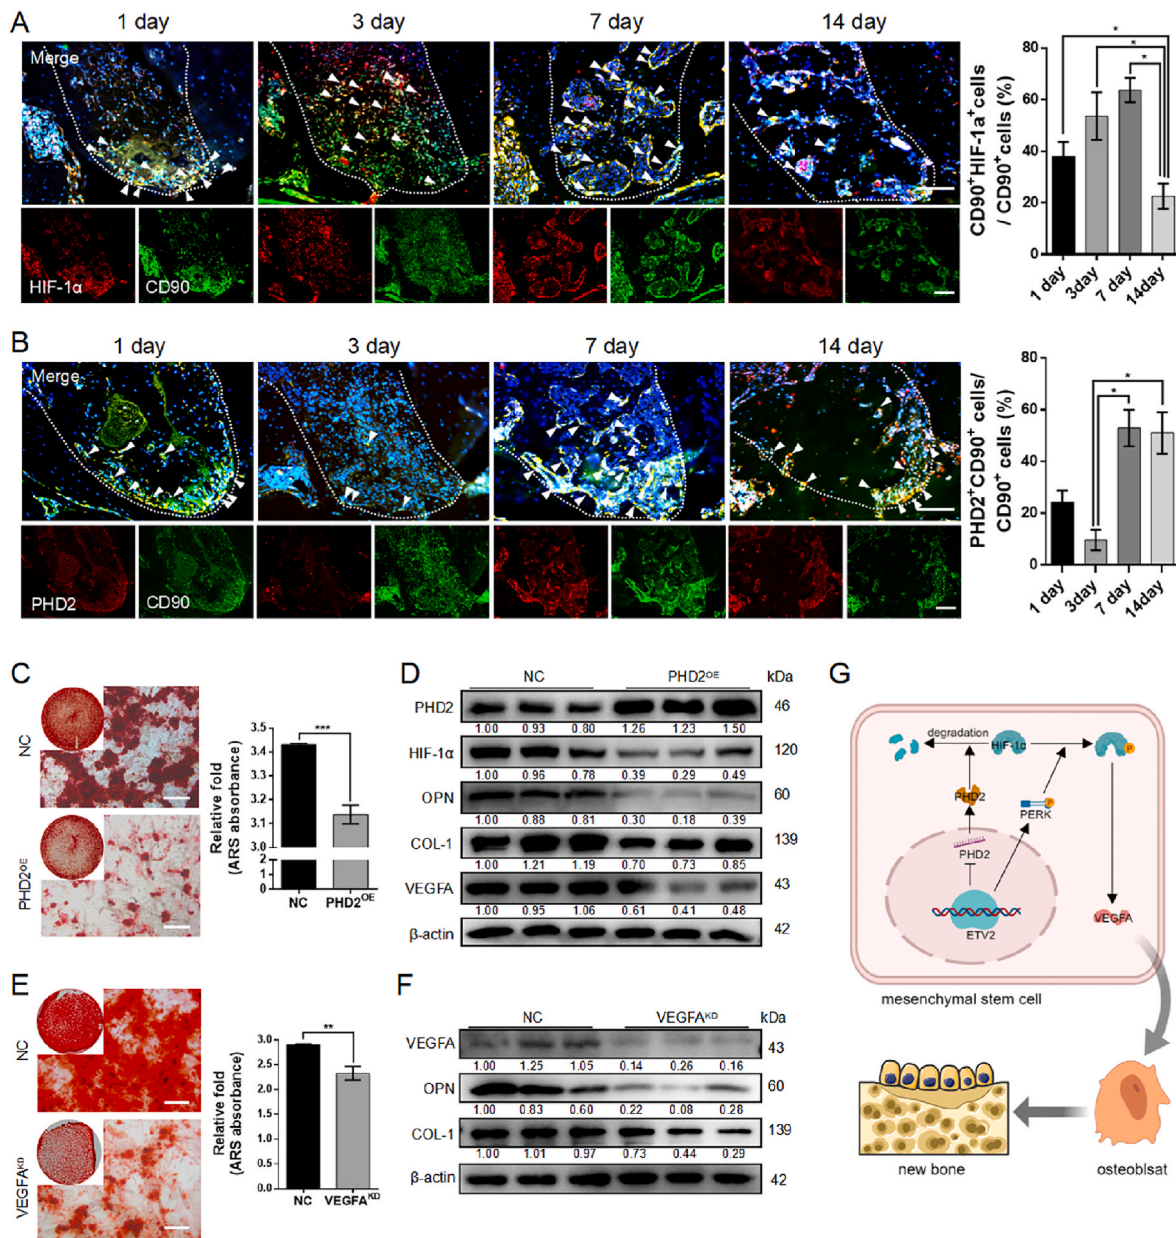 A
1 day
3 day
7 day
14 day
Merge
HIF-1α
CD90
CD90⁺HIF-1a⁺cells
/ CD90⁺cells (%)
80
60
40
20
0
*
*
*
1 day
3day
7 day
14day
B
1 day
3 day
7 day
14 day
Merge
PHD2
CD90
PHD2⁺CD90⁺ cells/
CD90⁺ cells (%)
80
60
40
20
0
*
*
1 day
3day
7 day
14day
C
NC
PHD2ᴼᴱ
Relative fold
(ARS absorbance)
3.5
3.4
3.3
3.2
3.1
2
1
0
***
NC
PHD2ᴼᴱ
D
NC
PHD2ᴼᴱ
kDa
PHD2
46
1.00 0.93 0.80 1.26 1.23 1.50
HIF-1α
120
1.00 0.96 0.78 0.39 0.29 0.49
OPN
60
1.00 0.88 0.81 0.30 0.18 0.39
COL-1
139
1.00 1.21 1.19 0.70 0.73 0.85
VEGFA
43
1.00 0.95 1.06 0.61 0.41 0.48
β-actin
42
E
NC
VEGFAᴷᴰ
Relative fold
(ARS absorbance)
3.0
2.5
2.0
1.5
1.0
0.5
0.0
**
NC
VEGFAᴷᴰ
F
NC
VEGFAᴷᴰ
kDa
VEGFA
43
1.00 1.25 1.05 0.14 0.26 0.16
OPN
60
1.00 0.83 0.60 0.22 0.08 0.28
COL-1
139
1.00 1.01 0.97 0.73 0.44 0.29
β-actin
42
G
degradation
HIF-1α
P
PHD2
P
PERK
PHD2
ETV2
VEGFA
mesenchymal stem cell
new bone
osteoblsat